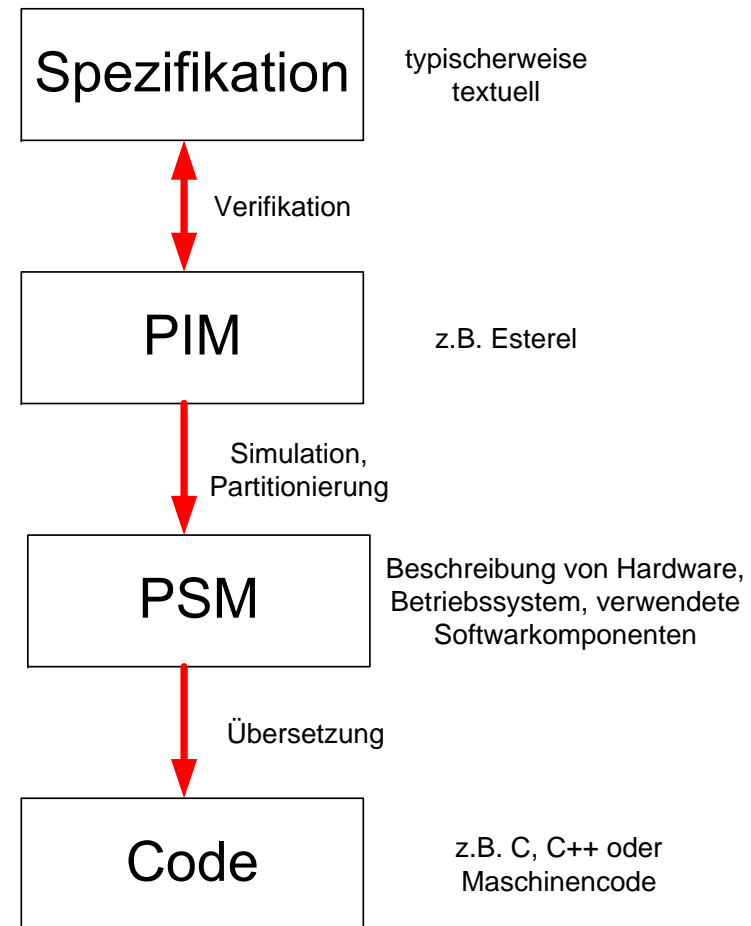 Spezifikation
typischerweise
textuell
Verifikation
PIM
z.B. Esterel
Simulation,
Partitionierung
PSM
Beschreibung von Hardware,
Betriebssystem, verwendete
Softwarkomponenten
Übersetzung
Code
z.B. C, C++ oder
Maschinencode